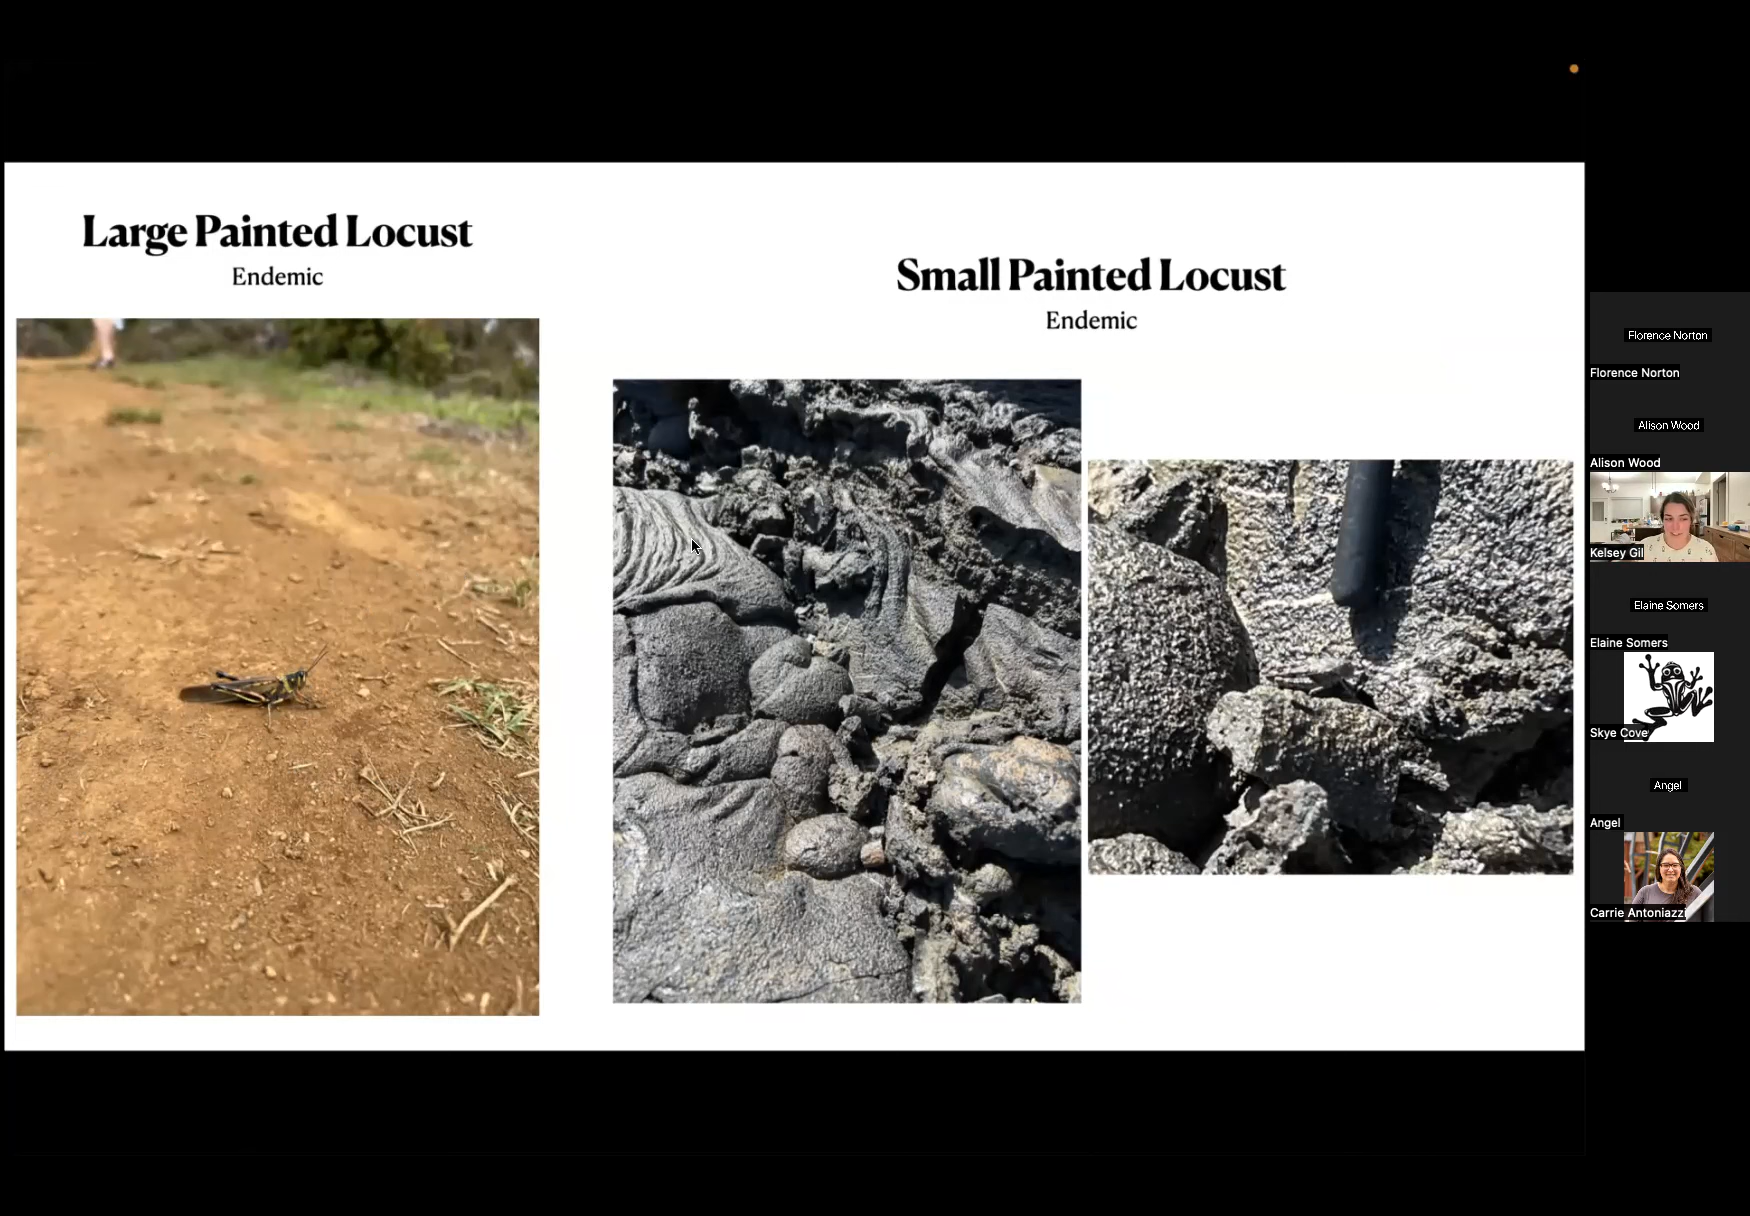 Large Painted Locust
Endemic
Small Painted Locust
Endemic
Florence Norton
Florence Norton
Alison Wood
Alison Wood
Kelsey Gil
Elaine Somers
Elaine Somers
Skye Cove
Angel
Angel
Carrie Antoniazzi